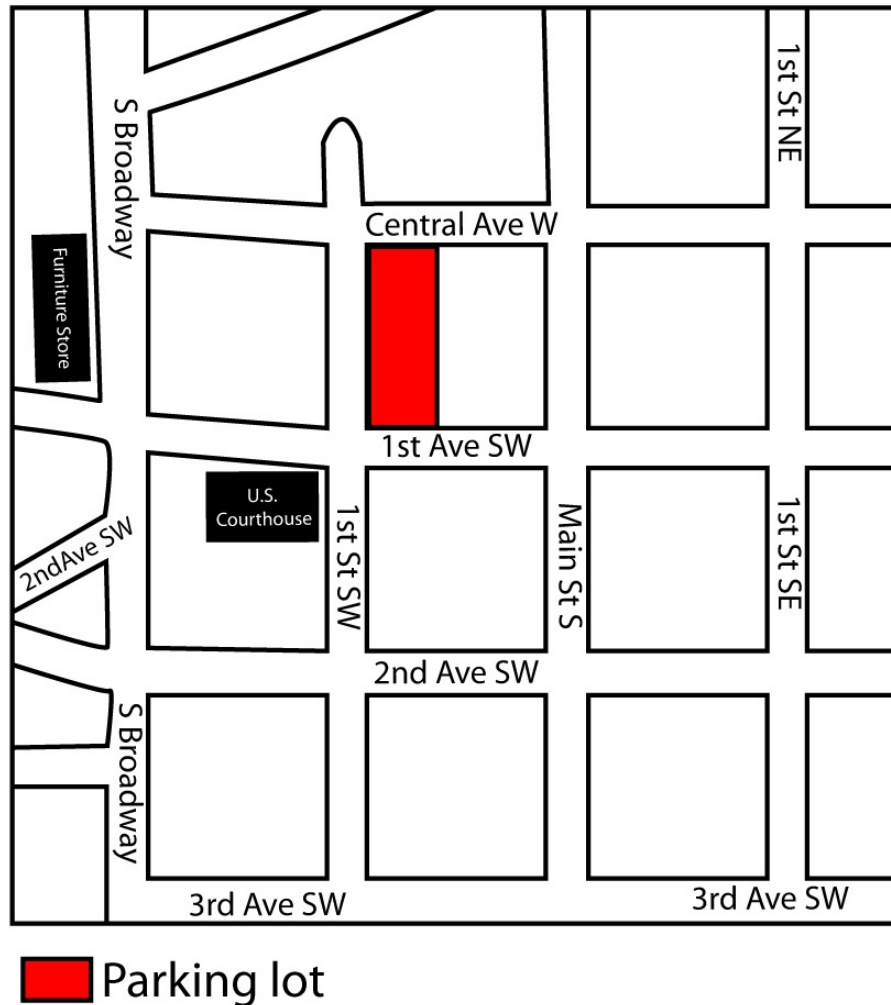 S Broadway
1st St NE
Central Ave W
Furniture Store
1st Ave SW
U.S.
Courthouse
2ndAve SW
1st St SW
Main St S
1st St SE
2nd Ave SW
S Broadway
3rd Ave SW
3rd Ave SW
Parking lot